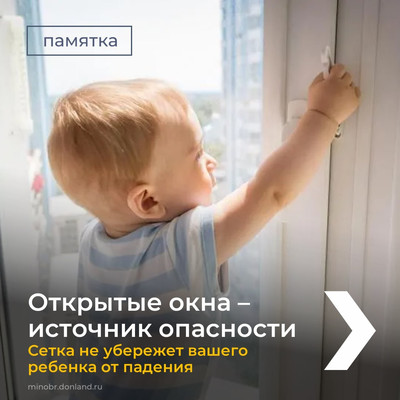 памятка
Открытые окна –
источник опасности
Сетка не убережет вашего
ребенка от падения
minobr.donland.ru